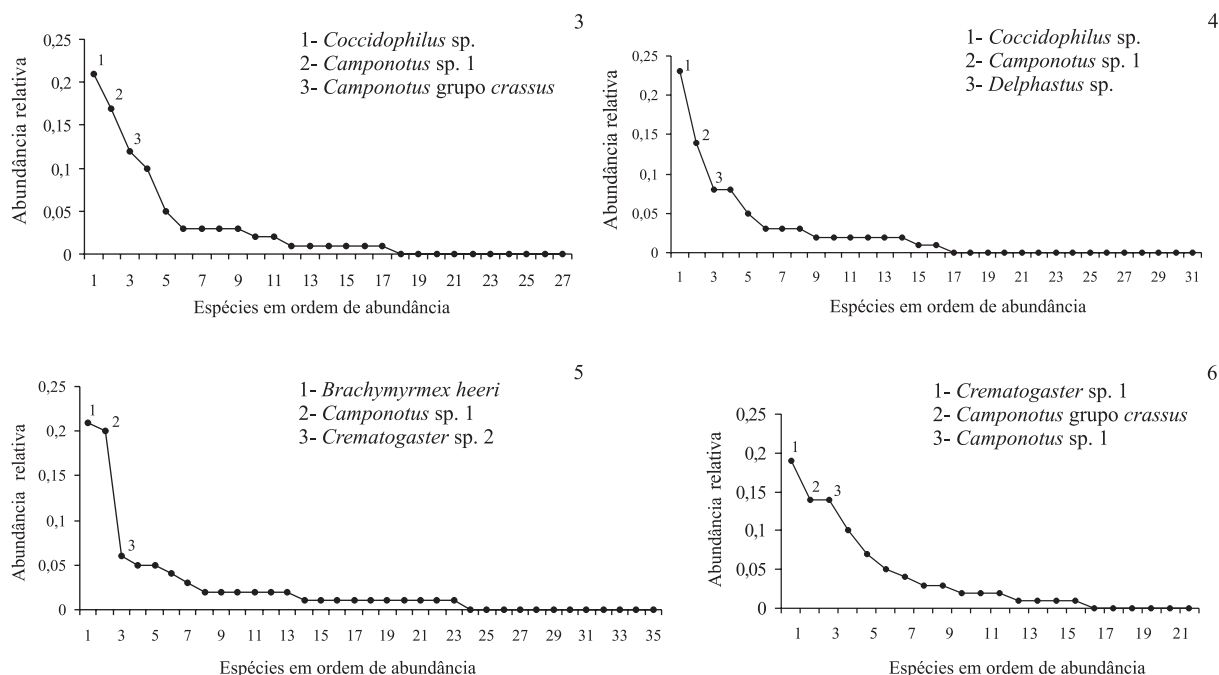 3
1- Coccidophilus sp.
2- Camponotus sp. 1
3- Camponotus grupo crassus
Abundância relativa
0,25
0,2
0,15
0,1
0,05
0
1
2
3
1 3 5 7 9 11 13 15 17 19 21 23 25 27
Espécies em ordem de abundância
4
1- Coccidophilus sp.
2- Camponotus sp. 1
3- Delphastus sp.
Abundância relativa
0,25
0,2
0,15
0,1
0,05
0
1
2
3
1 3 5 7 9 11 13 15 17 19 21 23 25 27 29 31
Espécies em ordem de abundância
5
1- Brachymyrmex heeri
2- Camponotus sp. 1
3- Crematogaster sp. 2
Abundância relativa
0,25
0,2
0,15
0,1
0,05
0
1
2
3
1 3 5 7 9 11 13 15 17 19 21 23 25 27 29 31 33 35
Espécies em ordem de abundância
6
1- Crematogaster sp. 1
2- Camponotus grupo crassus
3- Camponotus sp. 1
Abundância relativa
0,25
0,2
0,15
0,1
0,05
0
1
2
3
1 3 5 7 9 11 13 15 17 19 21
Espécies em ordem de abundância